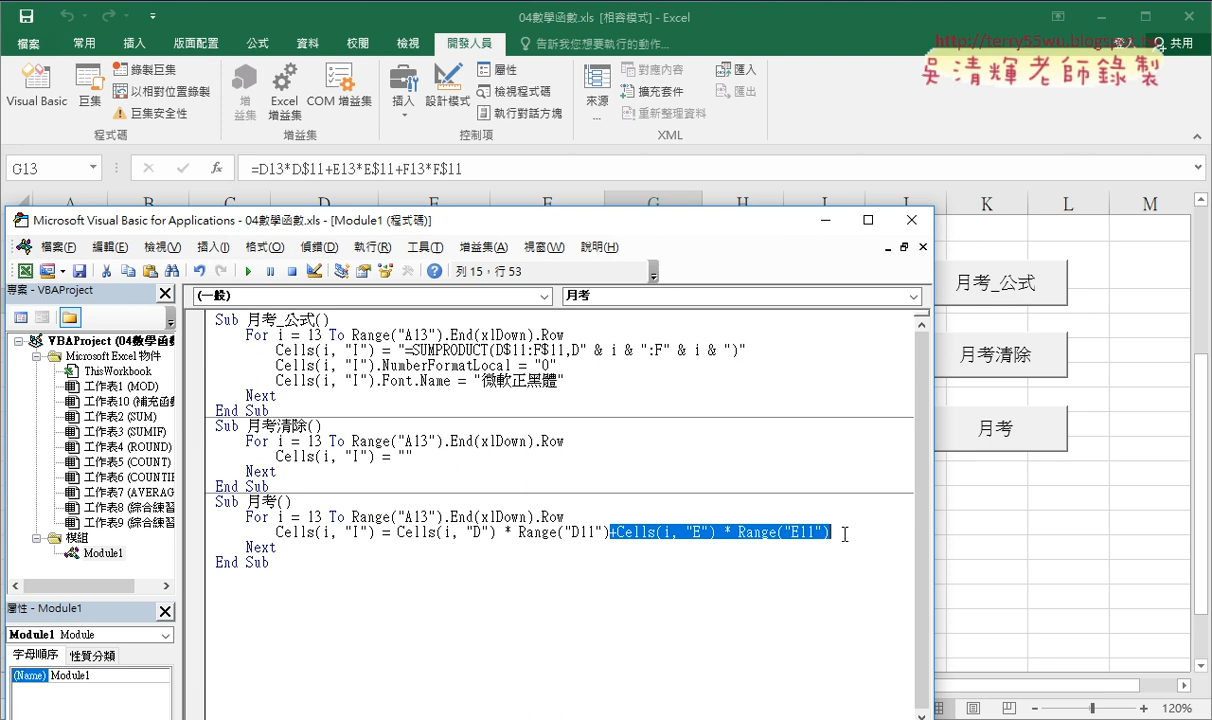 04數學函數.xls [相容模式] - Excel
檔案 常用 插入 版面配置 公式 資料 校閱 檢視 開發人員 告訴我您想要執行的動作... 登入 共用
http://terry55wu.blogspot.tw
吳清輝老師錄製
Visual Basic 巨集 錄製巨集 以相對位置錄製 巨集安全性 程式碼
增益集 Excel 增益集 COM 增益集 增益集
插入 設計模式 屬性 檢視程式碼 執行對話方塊 控制項
來源 ... 對應內容 擴充套件 重新整理資料 匯入 匯出 XML
G13 fx =D13*D$11+E13*E$11+F13*F$11
K L M
Microsoft Visual Basic for Applications - 04數學函數.xls - [Module1 (程式碼)]
檔案(F) 編輯(E) 檢視(V) 插入(I) 格式(O) 偵錯(D) 執行(R) 工具(T) 增益集(A) 視窗(W) 說明(H)
列 15，行 53
專案 - VBAProject
VBAProject (04數學函數
Microsoft Excel 物件
ThisWorkbook
工作表1 (MOD)
工作表10 (補充函數
工作表2 (SUM)
工作表3 (SUMIF)
工作表4 (ROUND)
工作表5 (COUNT)
工作表6 (COUNTIF
工作表7 (AVERAG
工作表8 (綜合練習
工作表9 (綜合練習
模組
Module1
屬性 - Module1
Module1 Module
字母順序 性質分類
(Name) Module1
(一般) 月考
Sub 月考_公式()
For i = 13 To Range("A13").End(xlDown).Row
Cells(i, "I") = "=SUMPRODUCT(D$11:F$11,D" & i & ":F" & i & ")"
Cells(i, "I").NumberFormatLocal = "0"
Cells(i, "I").Font.Name = "微軟正黑體"
Next
End Sub
Sub 月考清除()
For i = 13 To Range("A13").End(xlDown).Row
Cells(i, "I") = ""
Next
End Sub
Sub 月考()
For i = 13 To Range("A13").End(xlDown).Row
Cells(i, "I") = Cells(i, "D") * Range("D11")+Cells(i, "E") * Range("E11")
Next
End Sub
月考_公式
月考清除
月考
120%